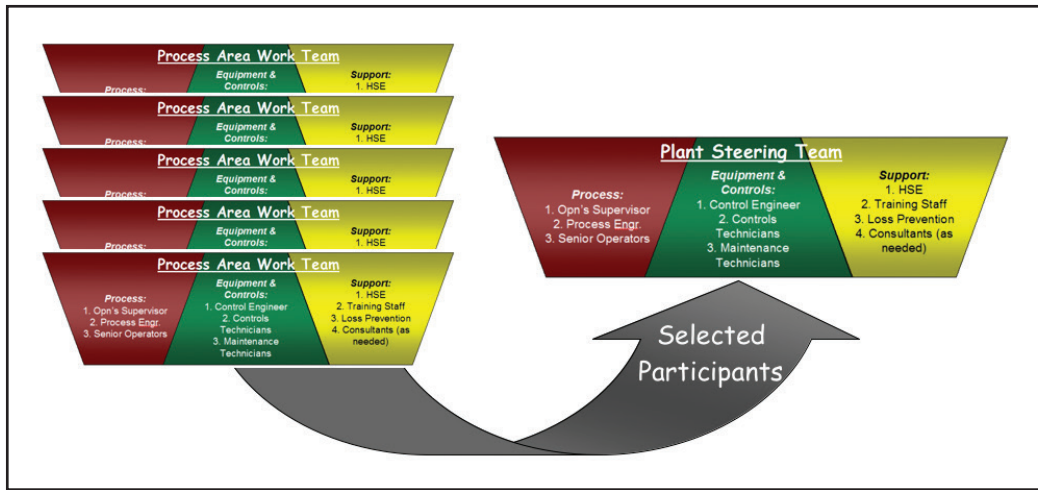 Process Area Work Team
Equipment &
Controls:
Support:
1. HSE
Process:
Process Area Work Team
Equipment &
Controls:
Support:
1. HSE
Process:
Process Area Work Team
Equipment &
Controls:
Support:
1. HSE
Process:
Process Area Work Team
Equipment &
Controls:
Support:
1. HSE
Process:
Process Area Work Team
Process:
1. Opn's Supervisor
2. Process Engr.
3. Senior Operators
Equipment &
Controls:
1. Control Engineer
2. Controls
Technicians
3. Maintenance
Technicians
Support:
1. HSE
2. Training Staff
3. Loss Prevention
4. Consultants (as
needed)
Plant Steering Team
Process:
1. Opn's Supervisor
2. Process Engr.
3. Senior Operators
Equipment &
Controls:
1. Control Engineer
2. Controls
Technicians
3. Maintenance
Technicians
Support:
1. HSE
2. Training Staff
3. Loss Prevention
4. Consultants (as
needed)
Selected
Participants